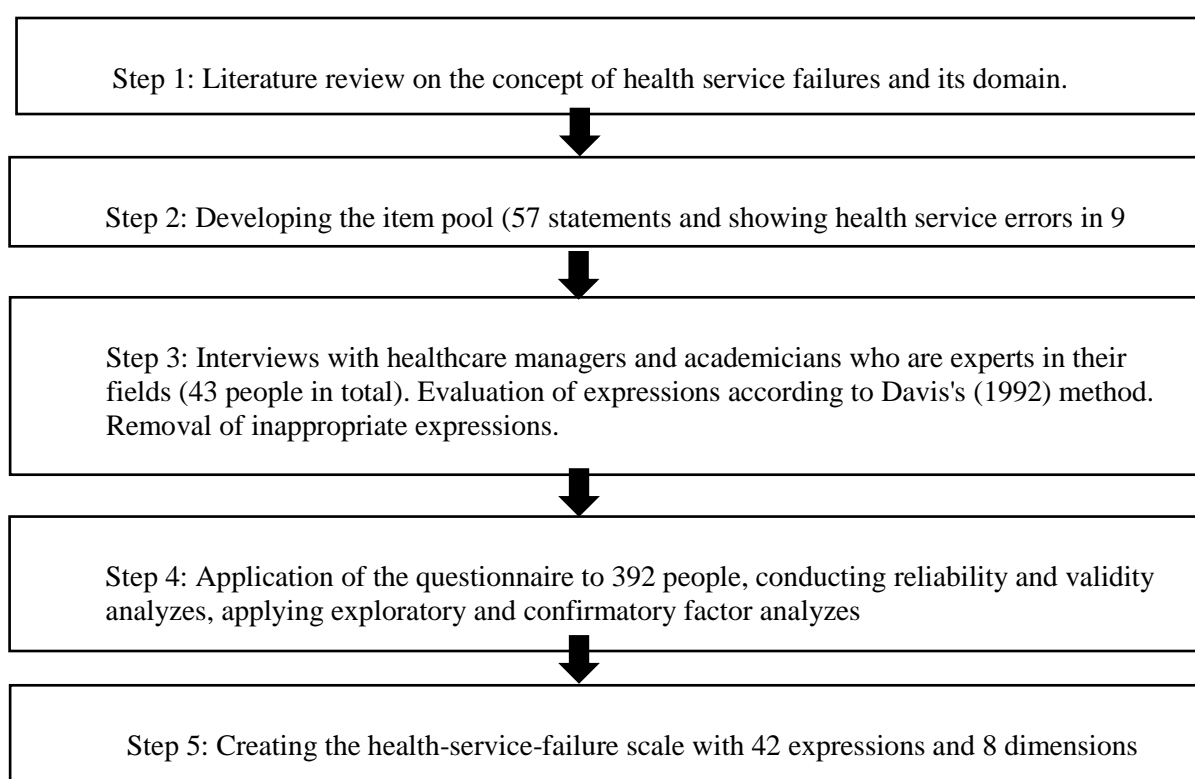 Step 1: Literature review on the concept of health service failures and its domain.
Step 2: Developing the item pool (57 statements and showing health service errors in 9
Step 3: Interviews with healthcare managers and academicians who are experts in their
fields (43 people in total). Evaluation of expressions according to Davis's (1992) method.
Removal of inappropriate expressions.
Step 4: Application of the questionnaire to 392 people, conducting reliability and validity
analyzes, applying exploratory and confirmatory factor analyzes
Step 5: Creating the health-service-failure scale with 42 expressions and 8 dimensions